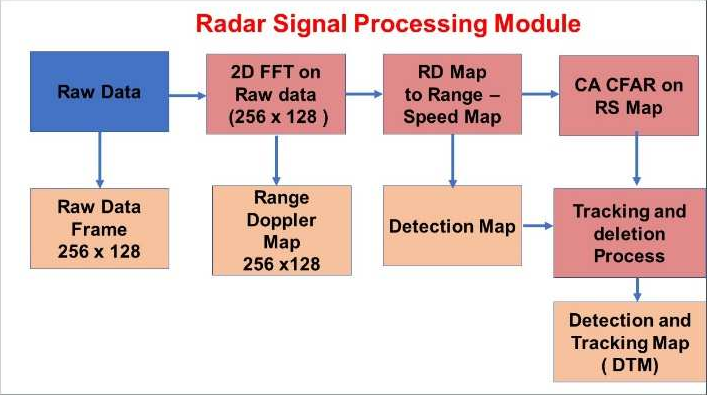 Radar Signal Processing Module
Raw Data
2D FFT on
Raw data
(256 x 128 )
RD Map
to Range –
Speed Map
CA CFAR on
RS Map
Raw Data
Frame
256 x 128
Range
Doppler
Map
256 x128
Detection Map
Tracking and
deletion
Process
Detection and
Tracking Map
( DTM)